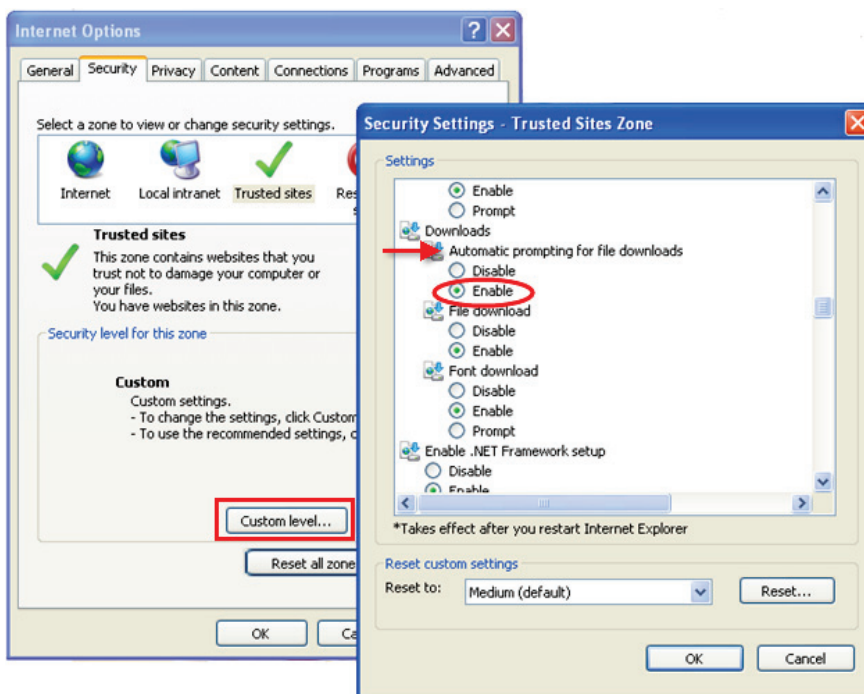 Internet Options
General Security Privacy Content Connections Programs Advanced
Select a zone to view or change security settings.
Internet Local intranet Trusted sites
Trusted sites
This zone contains websites that you
trust not to damage your computer or
your files.
You have websites in this zone.
Security level for this zone
Custom
Custom settings.
- To change the settings, click Custom
- To use the recommended settings,
Custom level...
Reset all zone
OK
Security Settings - Trusted Sites Zone
Settings
Enable
Prompt
Downloads
Automatic prompting for file downloads
Disable
Enable
File download
Disable
Enable
Font download
Disable
Enable
Prompt
Enable .NET Framework setup
Disable
Enable
*Takes effect after you restart Internet Explorer
Reset custom settings
Reset to: Medium (default) Reset...
OK Cancel